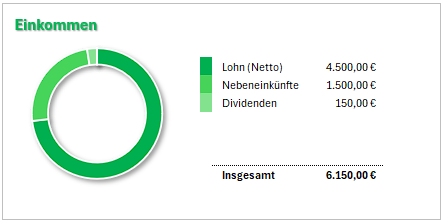 Einkommen
Lohn (Netto) 4.500,00 €
Nebeneinkünfte 1.500,00 €
Dividenden 150,00 €
Insgesamt 6.150,00 €